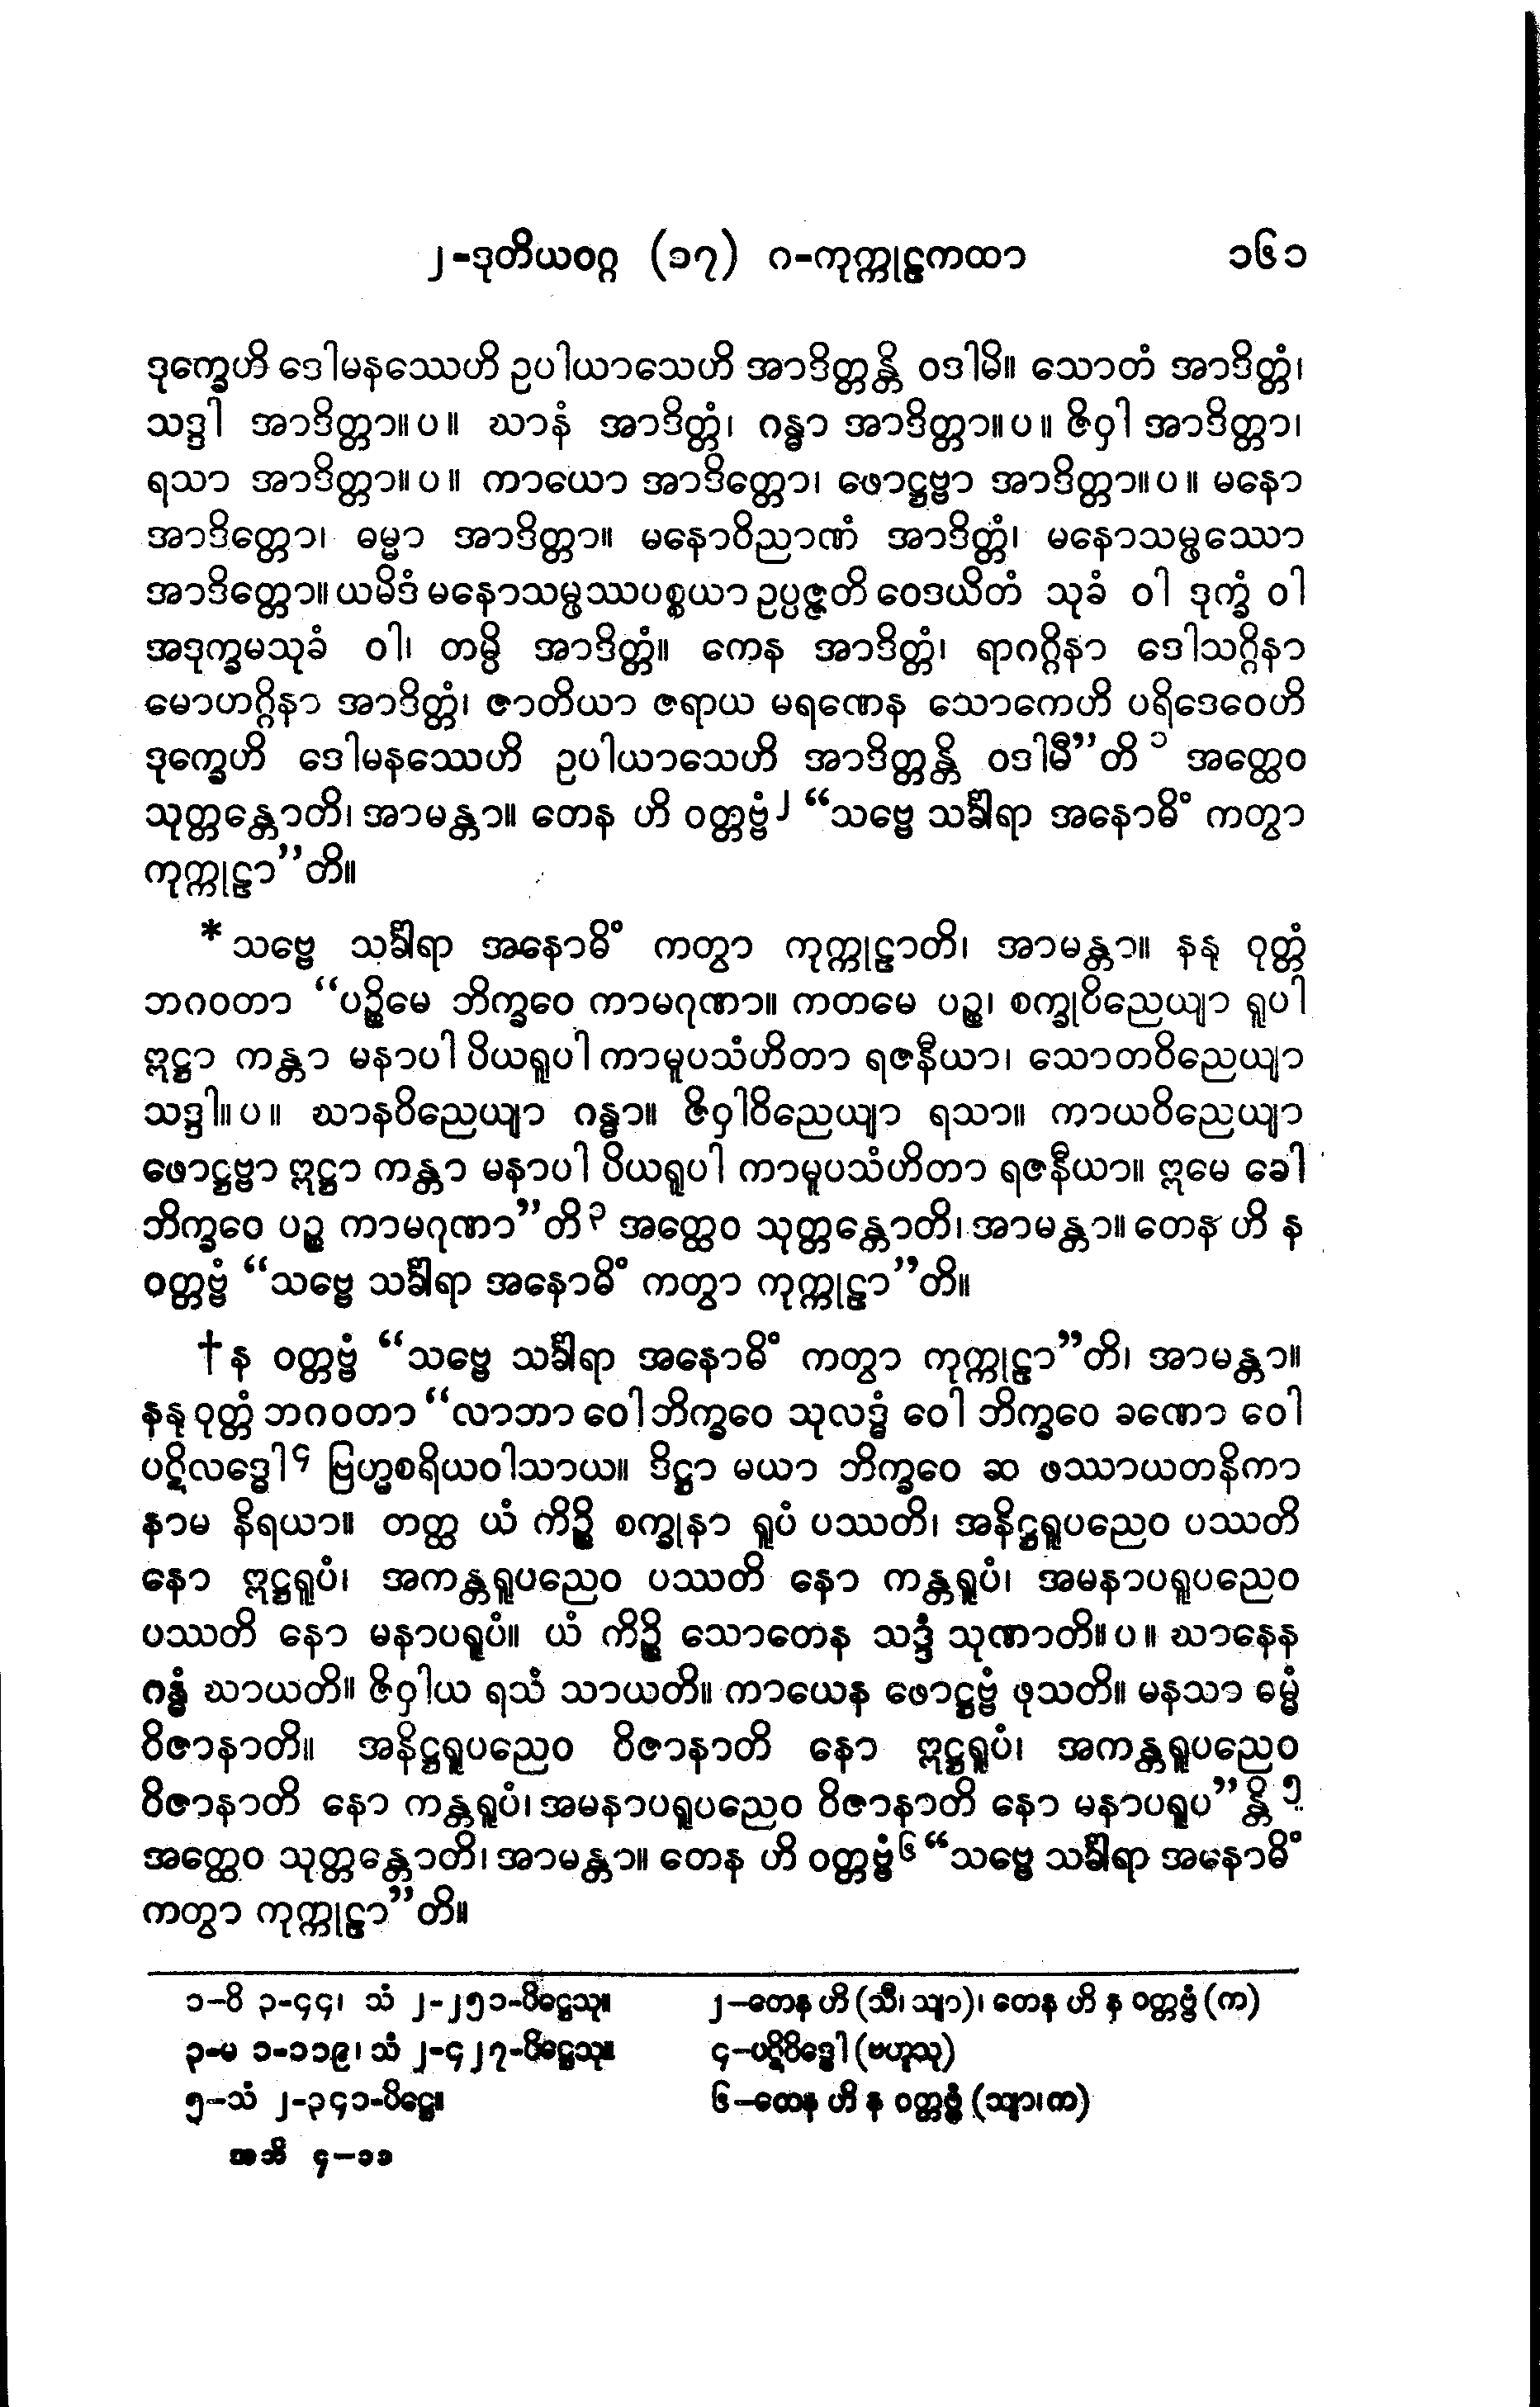 ၂-ဒုတိယဝဂ္ဂ (၁၇) ဂ-ကုက္ကုဠကထာ ၁၆၁
ဒုက္ခေဟိ ဒေါမနဿေဟိ ဥပါယာသေဟိ အာဒိတ္တန္တိ ဝဒါမိ။ သောတံ အာဒိတ္တံ၊
သဒ္ဒါ အာဒိတ္တာ။ပ။ ဃာနံ အာဒိတ္တံ၊ ဂန္ဓာ အာဒိတ္တာ။ပ။ ဇိဝှါ အာဒိတ္တာ၊
ရသာ အာဒိတ္တာ။ပ။ ကာယော အာဒိတ္တော၊ ဖောဋ္ဌဗ္ဗာ အာဒိတ္တာ။ပ။ မနော
အာဒိတ္တော၊ ဓမ္မာ အာဒိတ္တာ။ မနောဝိညာဏံ အာဒိတ္တံ၊ မနောသမ္ဖဿော
အာဒိတ္တော။ ယမိဒံ မနောသမ္ဖဿပစ္စယာ ဥပ္ပဇ္ဇတိ ဝေဒယိတံ သုခံ ဝါ ဒုက္ခံ ဝါ
အဒုက္ခမသုခံ ဝါ၊ တမ္ပိ အာဒိတ္တံ။ ကေန အာဒိတ္တံ၊ ရာဂဂ္ဂိနာ ဒေါသဂ္ဂိနာ
မောဟဂ္ဂိနာ အာဒိတ္တံ၊ ဇာတိယာ ဇရာယ မရဏေန သောကေဟိ ပရိဒေဝေဟိ
ဒုက္ခေဟိ ဒေါမနဿေဟိ ဥပါယာသေဟိ အာဒိတ္တန္တိ ဝဒါမီ”တိ ၁ အတ္ထေဝ
သုတ္တန္တောတိ၊ အာမန္တာ။ တေန ဟိ ဝတ္တဗ္ဗံ၂ “သဗ္ဗေ သင်္ခါရာ အနောဓိံ ကတွာ
ကုက္ကုဠာ”တိ။
* သဗ္ဗေ သင်္ခါရာ အနောဓိံ ကတွာ ကုက္ကုဠာတိ၊ အာမန္တာ။ နနု ဝုတ္တံ
ဘဂဝတာ “ပဉ္စိမေ ဘိက္ခဝေ ကာမဂုဏာ။ ကတမေ ပဉ္စ၊ စက္ခုဝိညေယျာ ရူပါ
ဣဋ္ဌာ ကန္တာ မနာပါ ပိယရူပါ ကာမူပသံဟိတာ ရဇနီယာ၊ သောတဝိညေယျာ
သဒ္ဒါ။ပ။ ဃာနဝိညေယျာ ဂန္ဓာ။ ဇိဝှါဝိညေယျာ ရသာ။ ကာယဝိညေယျာ
ဖောဋ္ဌဗ္ဗာ ဣဋ္ဌာ ကန္တာ မနာပါ ပိယရူပါ ကာမူပသံဟိတာ ရဇနီယာ။ ဣမေ ခေါ
ဘိက္ခဝေ ပဉ္စ ကာမဂုဏာ”တိ ၃ အတ္ထေဝ သုတ္တန္တောတိ၊ အာမန္တာ။ တေန ဟိ န
ဝတ္တဗ္ဗံ “သဗ္ဗေ သင်္ခါရာ အနောဓိံ ကတွာ ကုက္ကုဠာ”တိ။
† န ဝတ္တဗ္ဗံ “သဗ္ဗေ သင်္ခါရာ အနောဓိံ ကတွာ ကုက္ကုဠာ”တိ၊ အာမန္တာ။
နနု ဝုတ္တံ ဘဂဝတာ “လာဘာ ဝေါ ဘိက္ခဝေ သုလဒ္ဓံ ဝေါ ဘိက္ခဝေ ခဏော ဝေါ
ပဋိလဒ္ဓေါ၄ ဗြဟ္မစရိယဝါသာယ။ ဒိဋ္ဌာ မယာ ဘိက္ခဝေ ဆ ဖဿာယတနိကာ
နာမ နိရယာ။ တတ္ထ ယံ ကိဉ္စိ စက္ခုနာ ရူပံ ပဿတိ၊ အနိဋ္ဌရူပညေဝ ပဿတိ
နော ဣဋ္ဌရူပံ၊ အကန္တရူပညေဝ ပဿတိ နော ကန္တရူပံ၊ အမနာပရူပညေဝ
ပဿတိ နော မနာပရူပံ။ ယံ ကိဉ္စိ သောတေန သဒ္ဒံ သုဏာတိ။ပ။ ဃာနေန
ဂန္ဓံ ဃာယတိ။ ဇိဝှါယ ရသံ သာယတိ။ ကာယေန ဖောဋ္ဌဗ္ဗံ ဖုသတိ။ မနသာ ဓမ္မံ
ဝိဇာနာတိ။ အနိဋ္ဌရူပညေဝ ဝိဇာနာတိ နော ဣဋ္ဌရူပံ၊ အကန္တရူပညေဝ
ဝိဇာနာတိ နော ကန္တရူပံ၊ အမနာပရူပညေဝ ဝိဇာနာတိ နော မနာပရူပ”န္တိ ၅
အတ္ထေဝ သုတ္တန္တောတိ၊ အာမန္တာ။ တေန ဟိ ဝတ္တဗ္ဗံ၆ “သဗ္ဗေ သင်္ခါရာ အနောဓိံ
ကတွာ ကုက္ကုဠာ”တိ။
၁-ဝိ ၃-၄၄၊ သံ ၂-၂၅၁-ပိဋ္ဌေသု။ ၂-တေန ဟိ (သီ၊ သျာ)၊ တေန ဟိ န ဝတ္တဗ္ဗံ (က)
၃-မ ၁-၁၁၉၊ သံ ၂-၄၂၇-ပိဋ္ဌေသု။ ၄-ပဋိဝိဒ္ဓေါ (ဗဟူသု)
၅-သံ ၂-၃၄၁-ပိဋ္ဌေ။ ၆-တေန ဟိ န ဝတ္တဗ္ဗံ (သျာ၊ က)
အဘိ ၄-၁၁